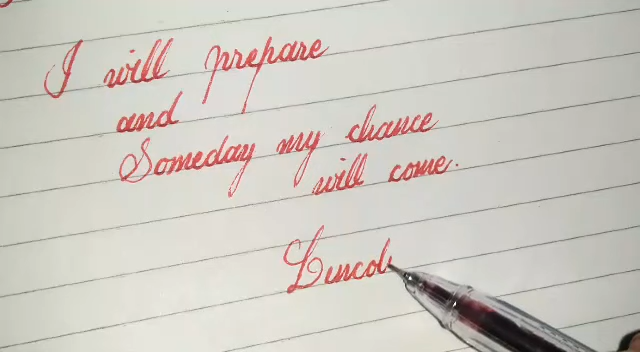 I will prepare
and
Someday my chance
will come.
Lincol